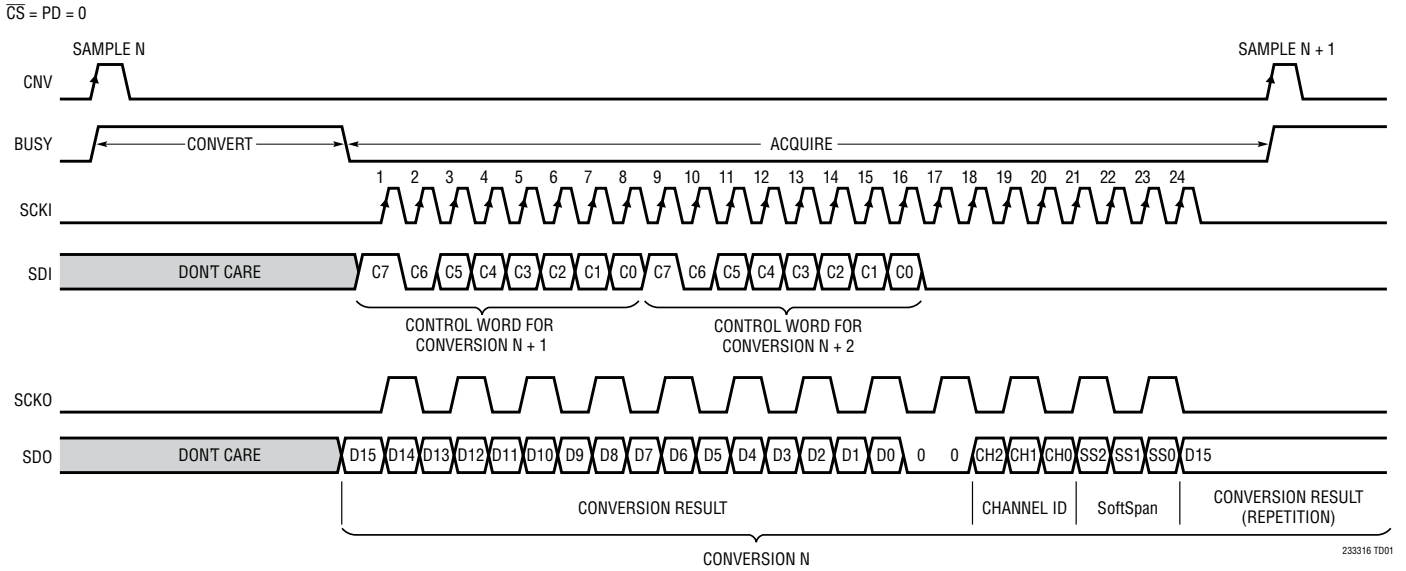 CS = PD = 0
SAMPLE N
SAMPLE N + 1
CNV
BUSY
CONVERT
ACQUIRE
1 2 3 4 5 6 7 8 9 10 11 12 13 14 15 16 17 18 19 20 21 22 23 24
SCKI
SDI
DON'T CARE
C7 C6 C5 C4 C3 C2 C1 C0 C7 C6 C5 C4 C3 C2 C1 C0
CONTROL WORD FOR
CONVERSION N + 1
CONTROL WORD FOR
CONVERSION N + 2
SCKO
SDO
DON'T CARE
D15 D14 D13 D12 D11 D10 D9 D8 D7 D6 D5 D4 D3 D2 D1 D0 0 0 CH2 CH1 CH0 SS2 SS1 SS0 D15
CONVERSION RESULT
CHANNEL ID
SoftSpan
CONVERSION RESULT
(REPETITION)
CONVERSION N
233316 TD01